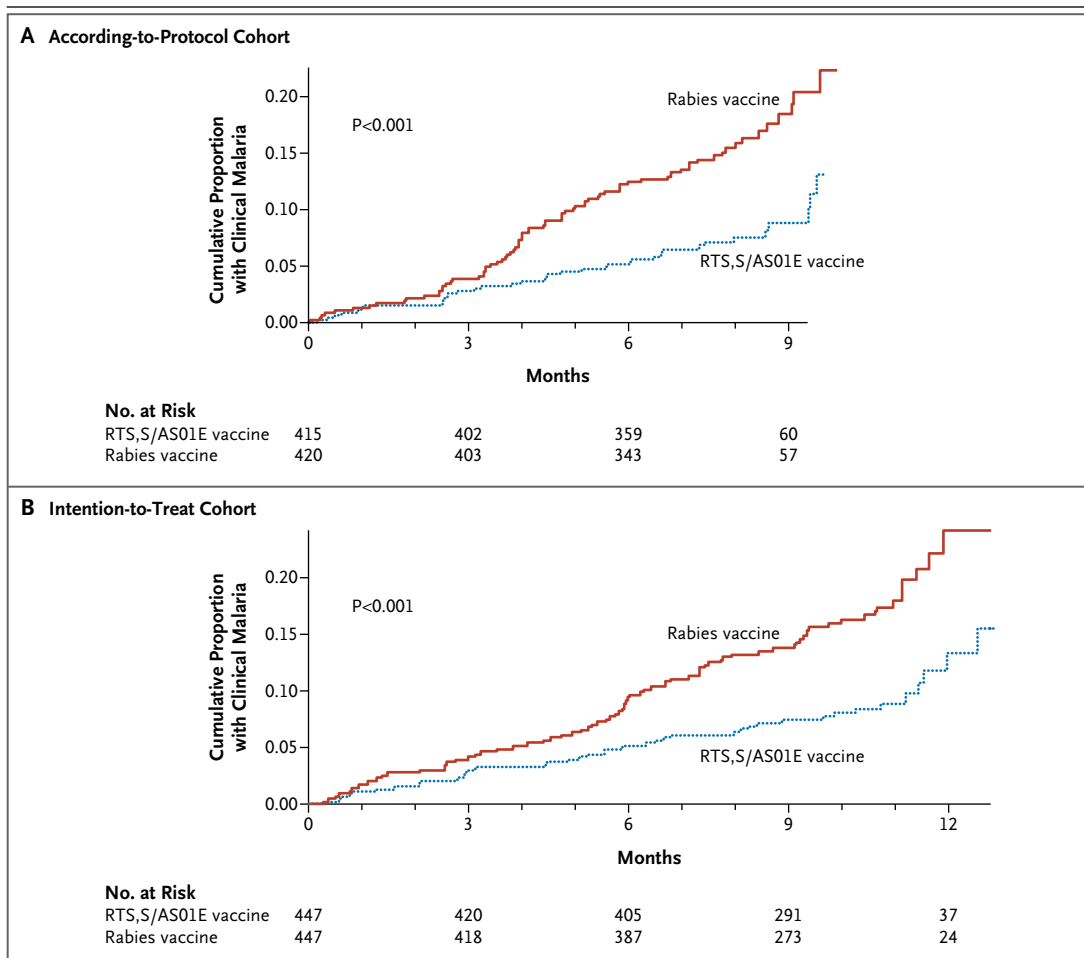 A According-to-Protocol Cohort
Cumulative Proportion
with Clinical Malaria
0.20
0.15
0.10
0.05
0.00
P<0.001
Rabies vaccine
RTS,S/AS01E vaccine
0 3 6 9
Months
No. at Risk
RTS,S/AS01E vaccine 415 402 359 60
Rabies vaccine 420 403 343 57
B Intention-to-Treat Cohort
Cumulative Proportion
with Clinical Malaria
0.20
0.15
0.10
0.05
0.00
P<0.001
Rabies vaccine
RTS,S/AS01E vaccine
0 3 6 9 12
Months
No. at Risk
RTS,S/AS01E vaccine 447 420 405 291 37
Rabies vaccine 447 418 387 273 24